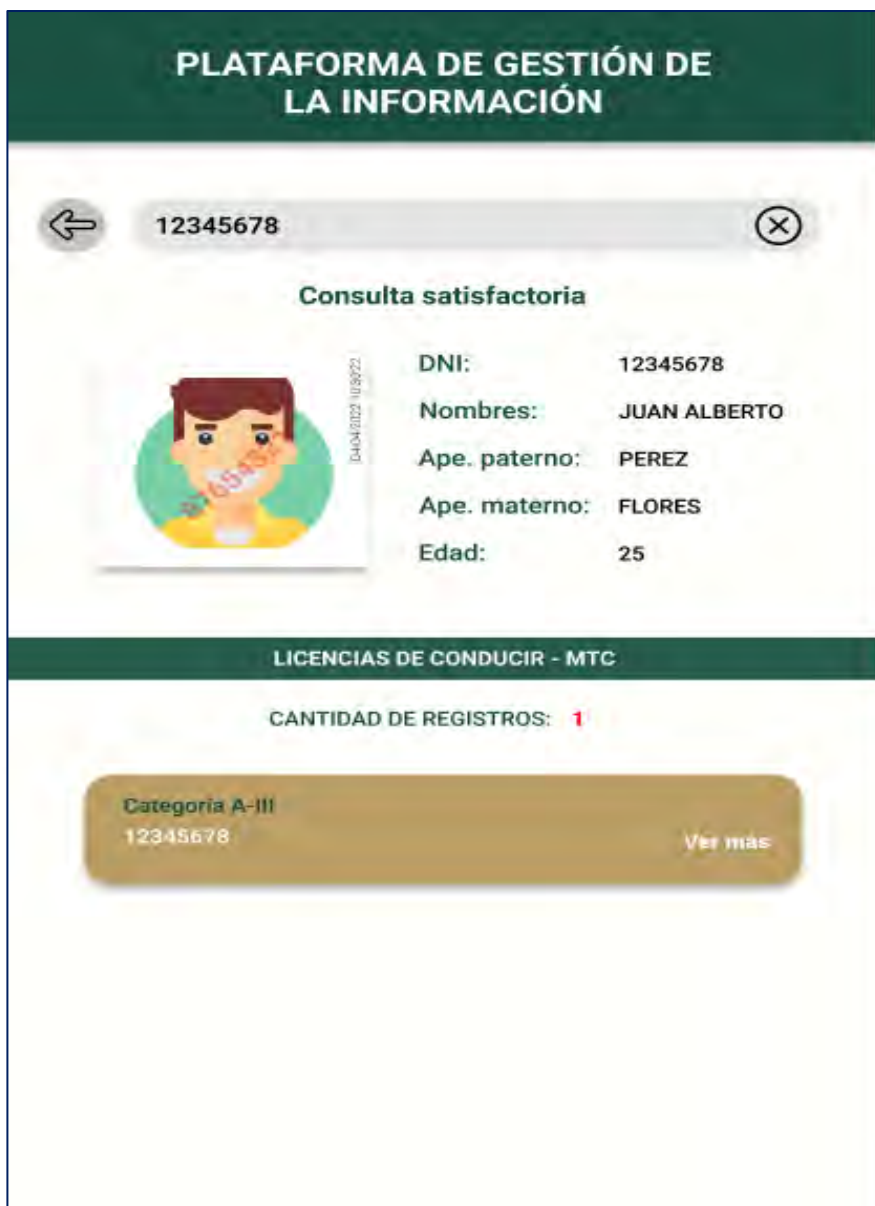 PLATAFORMA DE GESTIÓN DE
LA INFORMACIÓN
12345678
Consulta satisfactoria
DNI: 12345678
Nombres: JUAN ALBERTO
Ape. paterno: PEREZ
Ape. materno: FLORES
Edad: 25
LICENCIAS DE CONDUCIR - MTC
CANTIDAD DE REGISTROS: 1
Categoría A-III
12345678
Ver más